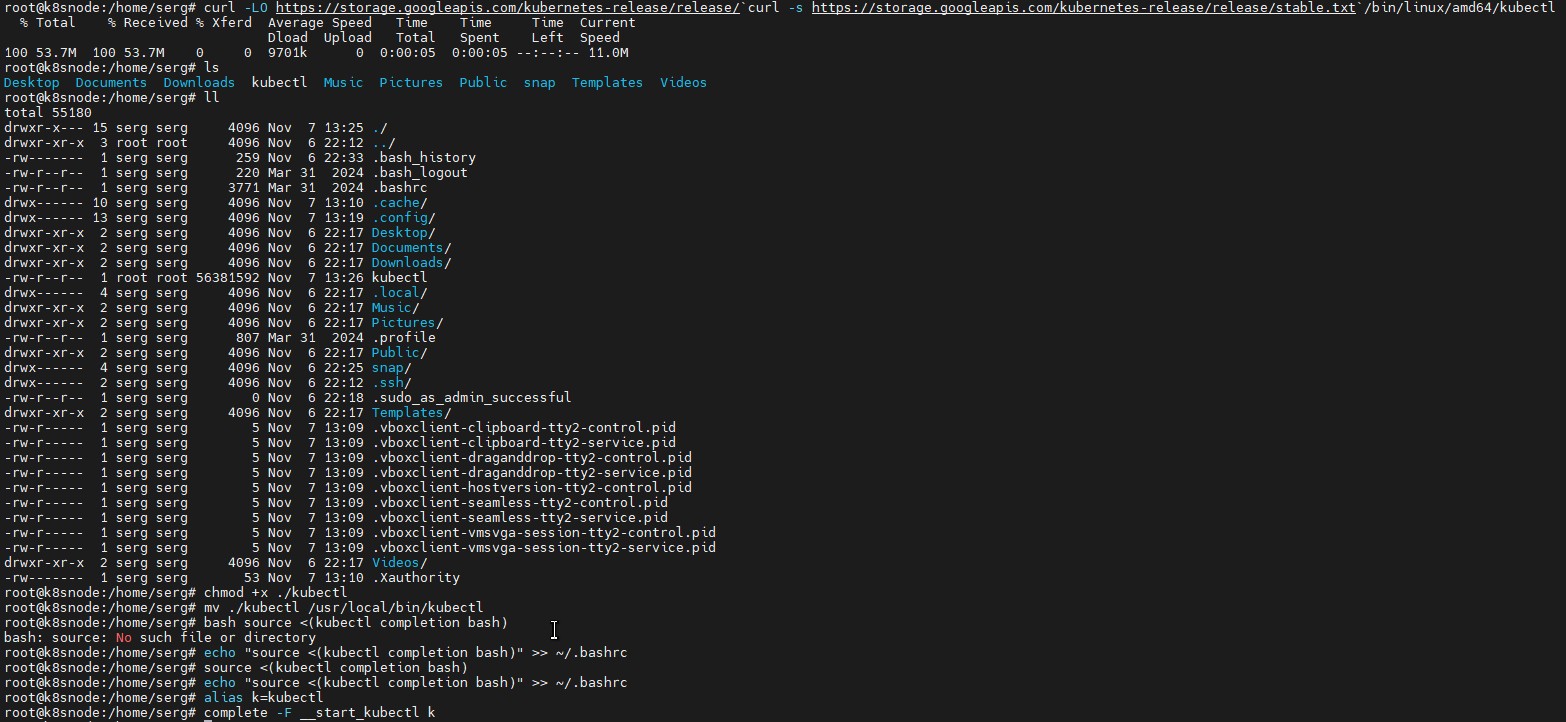 root@k8snode:/home/serg# curl -LO https://storage.googleapis.com/kubernetes-release/release/`curl -s https://storage.googleapis.com/kubernetes-release/release/stable.txt`/bin/linux/amd64/kubectl
  % Total    % Received % Xferd  Average Speed   Time    Time     Time  Current
                                 Dload  Upload   Total   Spent    Left  Speed
100 53.7M  100 53.7M    0     0  9701k      0  0:00:05  0:00:05 --:--:-- 11.0M
root@k8snode:/home/serg# ls
Desktop  Documents  Downloads  kubectl  Music  Pictures  Public  snap  Templates  Videos
root@k8snode:/home/serg# ll
total 55180
drwxr-x--- 15 serg serg     4096 Nov  7 13:25 ./
drwxr-xr-x  3 root root     4096 Nov  6 22:12 ../
-rw-------  1 serg serg      259 Nov  6 22:33 .bash_history
-rw-r--r--  1 serg serg      220 Mar 31  2024 .bash_logout
-rw-r--r--  1 serg serg     3771 Mar 31  2024 .bashrc
drwx------ 10 serg serg     4096 Nov  7 13:10 .cache/
drwx------ 13 serg serg     4096 Nov  7 13:19 .config/
drwxr-xr-x  2 serg serg     4096 Nov  6 22:17 Desktop/
drwxr-xr-x  2 serg serg     4096 Nov  6 22:17 Documents/
drwxr-xr-x  2 serg serg     4096 Nov  6 22:17 Downloads/
-rw-r--r--  1 root root 56381592 Nov  7 13:26 kubectl
drwx------  4 serg serg     4096 Nov  6 22:17 .local/
drwxr-xr-x  2 serg serg     4096 Nov  6 22:17 Music/
drwxr-xr-x  2 serg serg     4096 Nov  6 22:17 Pictures/
-rw-r--r--  1 serg serg      807 Mar 31  2024 .profile
drwxr-xr-x  2 serg serg     4096 Nov  6 22:17 Public/
drwx------  4 serg serg     4096 Nov  6 22:25 snap/
drwx------  2 serg serg     4096 Nov  6 22:12 .ssh/
-rw-r--r--  1 serg serg        0 Nov  6 22:18 .sudo_as_admin_successful
drwxr-xr-x  2 serg serg     4096 Nov  6 22:17 Templates/
-rw-r-----  1 serg serg        5 Nov  7 13:09 .vboxclient-clipboard-tty2-control.pid
-rw-r-----  1 serg serg        5 Nov  7 13:09 .vboxclient-clipboard-tty2-service.pid
-rw-r-----  1 serg serg        5 Nov  7 13:09 .vboxclient-draganddrop-tty2-control.pid
-rw-r-----  1 serg serg        5 Nov  7 13:09 .vboxclient-draganddrop-tty2-service.pid
-rw-r-----  1 serg serg        5 Nov  7 13:09 .vboxclient-hostversion-tty2-control.pid
-rw-r-----  1 serg serg        5 Nov  7 13:09 .vboxclient-seamless-tty2-control.pid
-rw-r-----  1 serg serg        5 Nov  7 13:09 .vboxclient-seamless-tty2-service.pid
-rw-r-----  1 serg serg        5 Nov  7 13:09 .vboxclient-vmsvga-session-tty2-control.pid
-rw-r-----  1 serg serg        5 Nov  7 13:09 .vboxclient-vmsvga-session-tty2-service.pid
drwxr-xr-x  2 serg serg     4096 Nov  6 22:17 Videos/
-rw-------  1 serg serg       53 Nov  7 13:10 .Xauthority
root@k8snode:/home/serg# chmod +x ./kubectl
root@k8snode:/home/serg# mv ./kubectl /usr/local/bin/kubectl
root@k8snode:/home/serg# bash source <(kubectl completion bash)
bash: source: No such file or directory
root@k8snode:/home/serg# echo "source <(kubectl completion bash)" >> ~/.bashrc
root@k8snode:/home/serg# source <(kubectl completion bash)
root@k8snode:/home/serg# echo "source <(kubectl completion bash)" >> ~/.bashrc
root@k8snode:/home/serg# alias k=kubectl
root@k8snode:/home/serg# complete -F __start_kubectl k